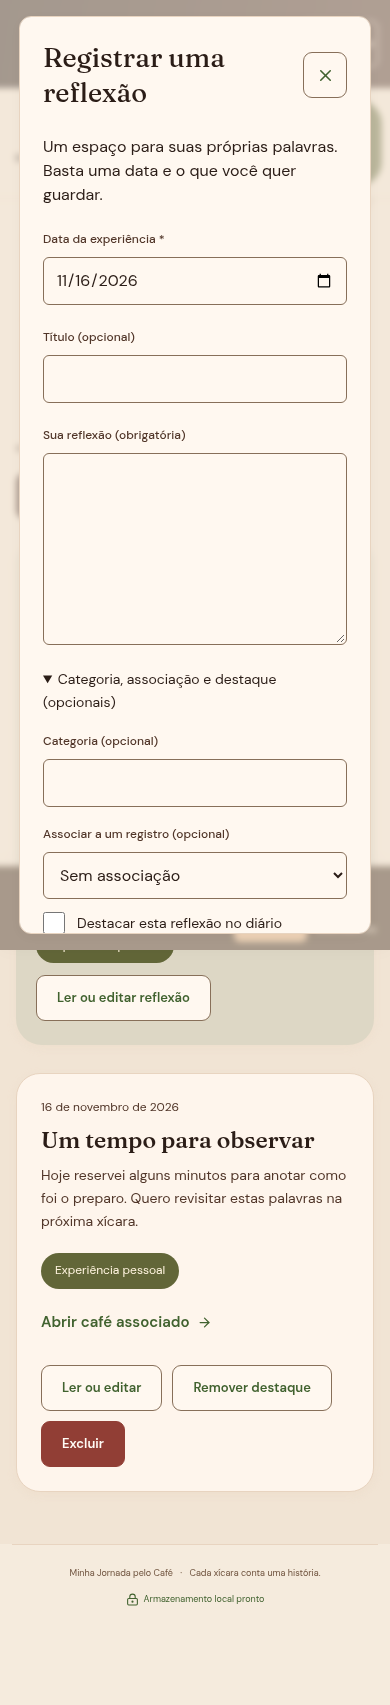 Registrar uma
reflexão
Um espaço para suas próprias palavras.
Basta uma data e o que você quer
guardar.
Data da experiência *
11/16/2026
Título (opcional)
Sua reflexão (obrigatória)
▼ Categoria, associação e destaque
(opcionais)
Categoria (opcional)
Associar a um registro (opcional)
Sem associação
Destacar esta reflexão no diário
Ler ou editar reflexão
16 de novembro de 2026
Um tempo para observar
Hoje reservei alguns minutos para anotar como
foi o preparo. Quero revisitar estas palavras na
próxima xícara.
Experiência pessoal
Abrir café associado →
Ler ou editar
Remover destaque
Excluir
Minha Jornada pelo Café · Cada xícara conta uma história.
Armazenamento local pronto